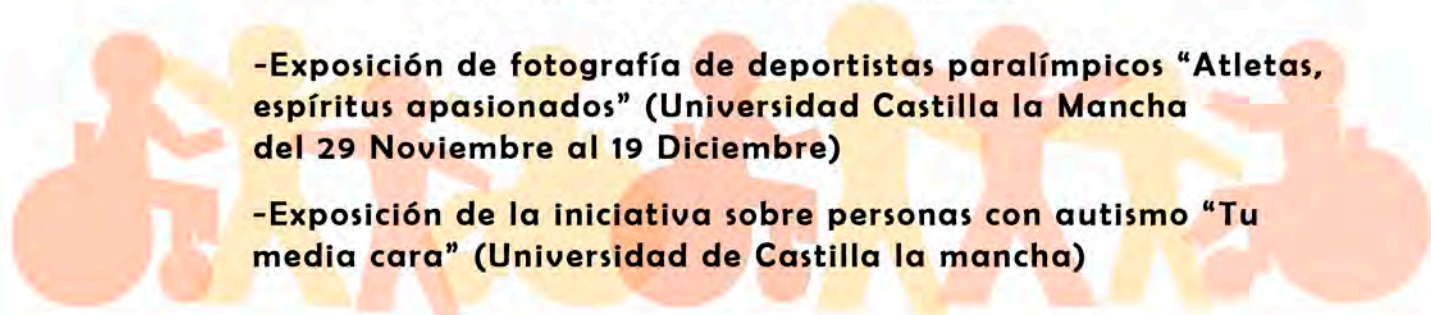 -Exposición de fotografía de deportistas paralímpicos “Atletas,
espíritus apasionados” (Universidad Castilla la Mancha
del 29 Noviembre al 19 Diciembre)
-Exposición de la iniciativa sobre personas con autismo “Tu
media cara” (Universidad de Castilla la mancha)